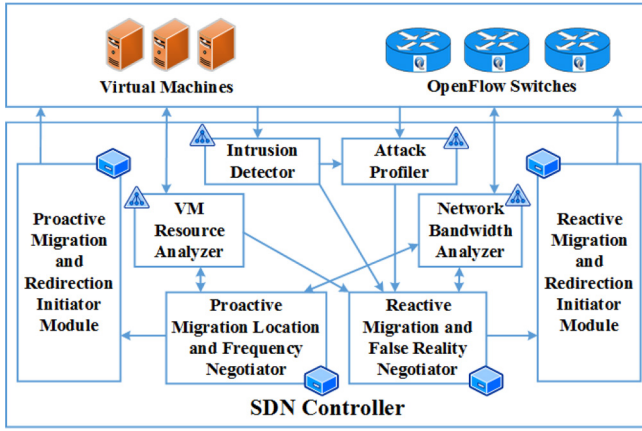 Virtual Machines
OpenFlow Switches
Intrusion
Detector
Attack
Profiler
Proactive
Migration
and
Redirection
Initiator
Module
VM
Resource
Analyzer
Network
Bandwidth
Analyzer
Reactive
Migration
and
Redirection
Initiator
Module
Proactive
Migration Location
and Frequency
Negotiator
Reactive
Migration and
False Reality
Negotiator
SDN Controller